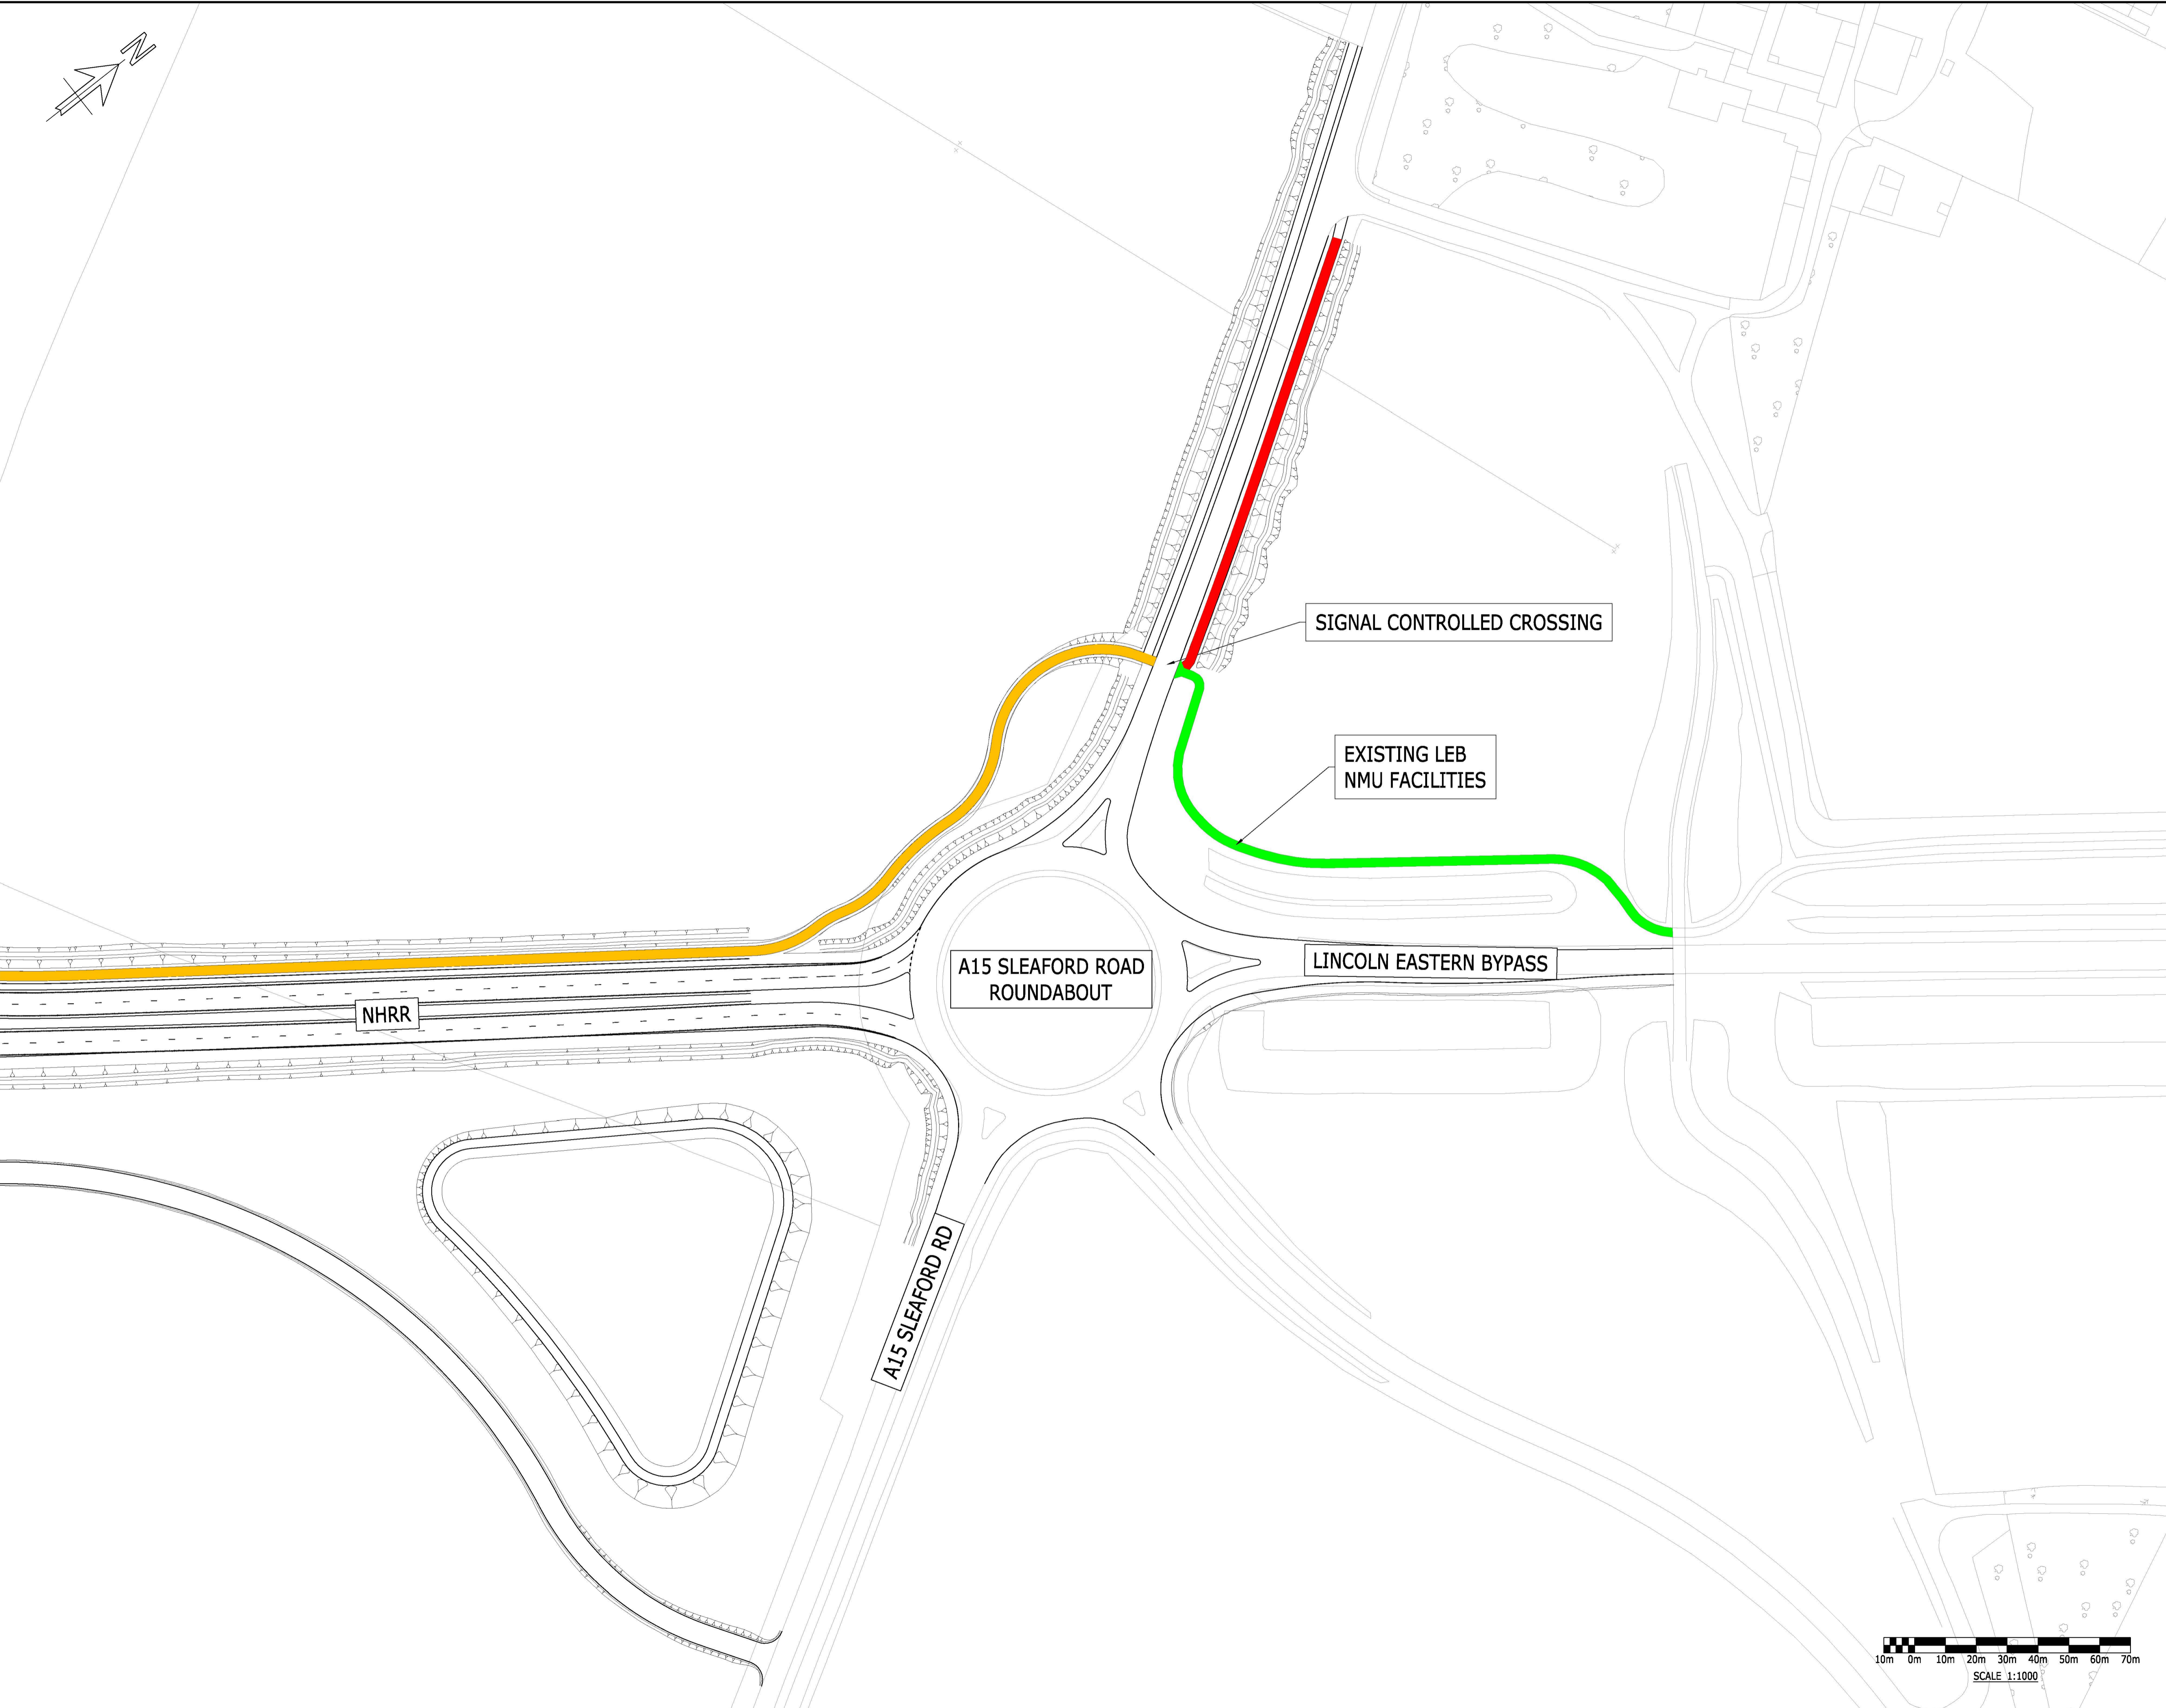 N
SIGNAL CONTROLLED CROSSING
EXISTING LEB
NMU FACILITIES
A15 SLEAFORD ROAD
ROUNDABOUT
LINCOLN EASTERN BYPASS
NHRR
A15 SLEAFORD RD
10m 0m 10m 20m 30m 40m 50m 60m 70m
SCALE 1:1000